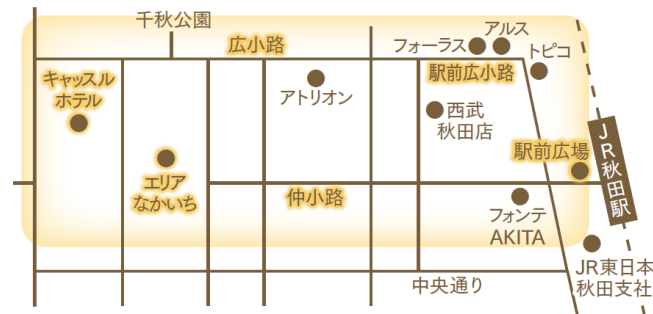 千秋公園
広小路
アルス
フォーラス
トピコ
駅前広小路
キャッスル
ホテル
アトリオン
西武
秋田店
駅前広場
JR秋田駅
エリア
なかいち
仲小路
フォンテ
AKITA
JR東日本
秋田支社
中央通り